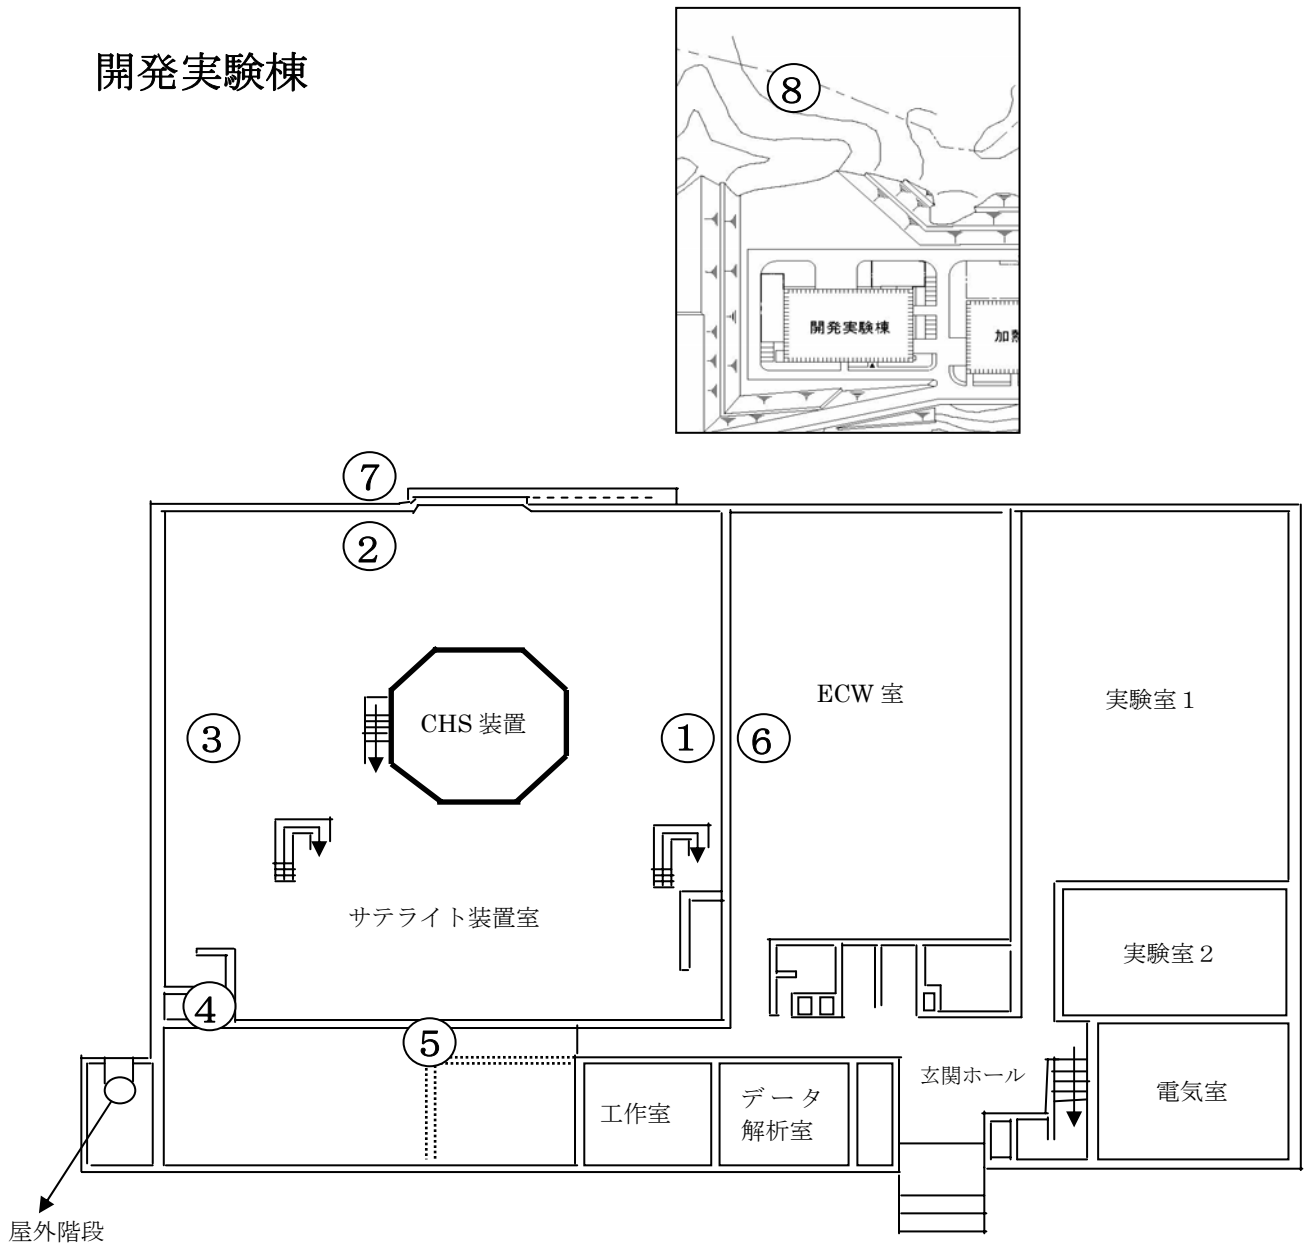 開発実験棟
⑧
開発実験棟
加熱
⑦
②
ECW 室
実験室１
CHS 装置
③
①
⑥
サテライト装置室
実験室２
④
⑤
玄関ホール
工作室
データ
解析室
電気室
屋外階段